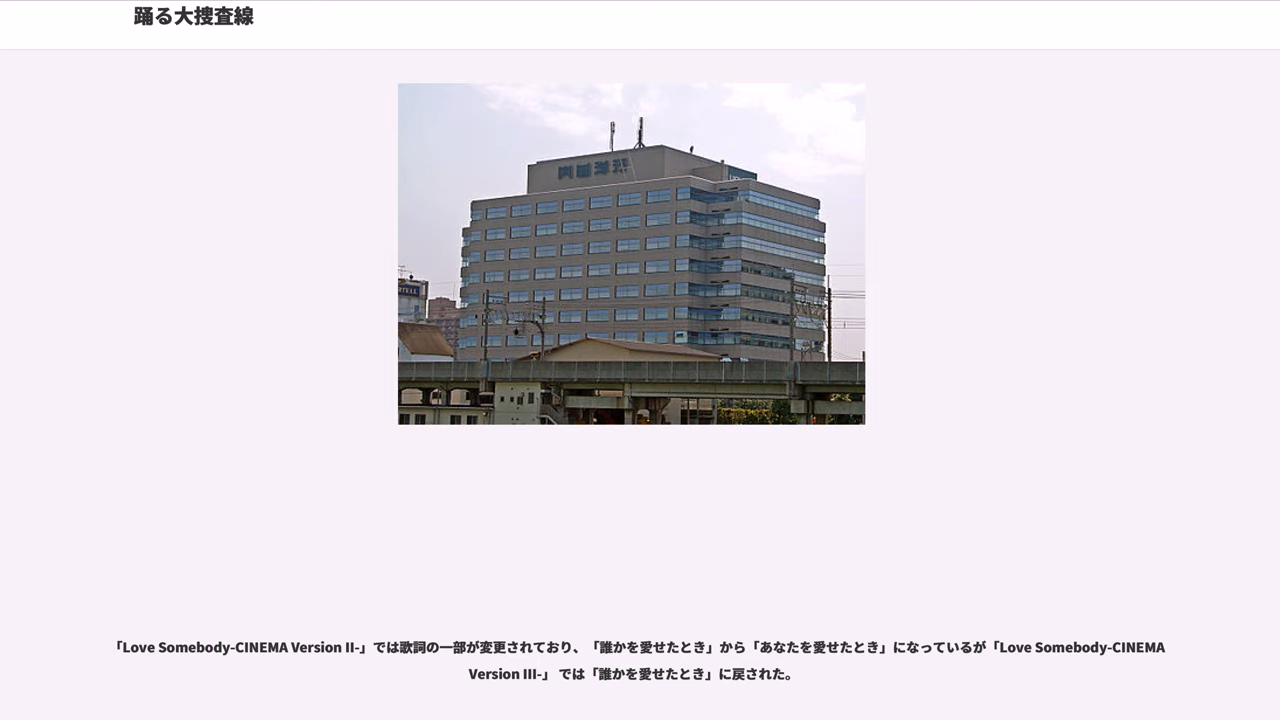 踊る大捜査線
「Love Somebody-CINEMA Version II-」では歌詞の一部が変更されており、「誰かを愛せたとき」から「あなたを愛せたとき」になっているが「Love Somebody-CINEMA
Version III-」 では「誰かを愛せたとき」に戻された。